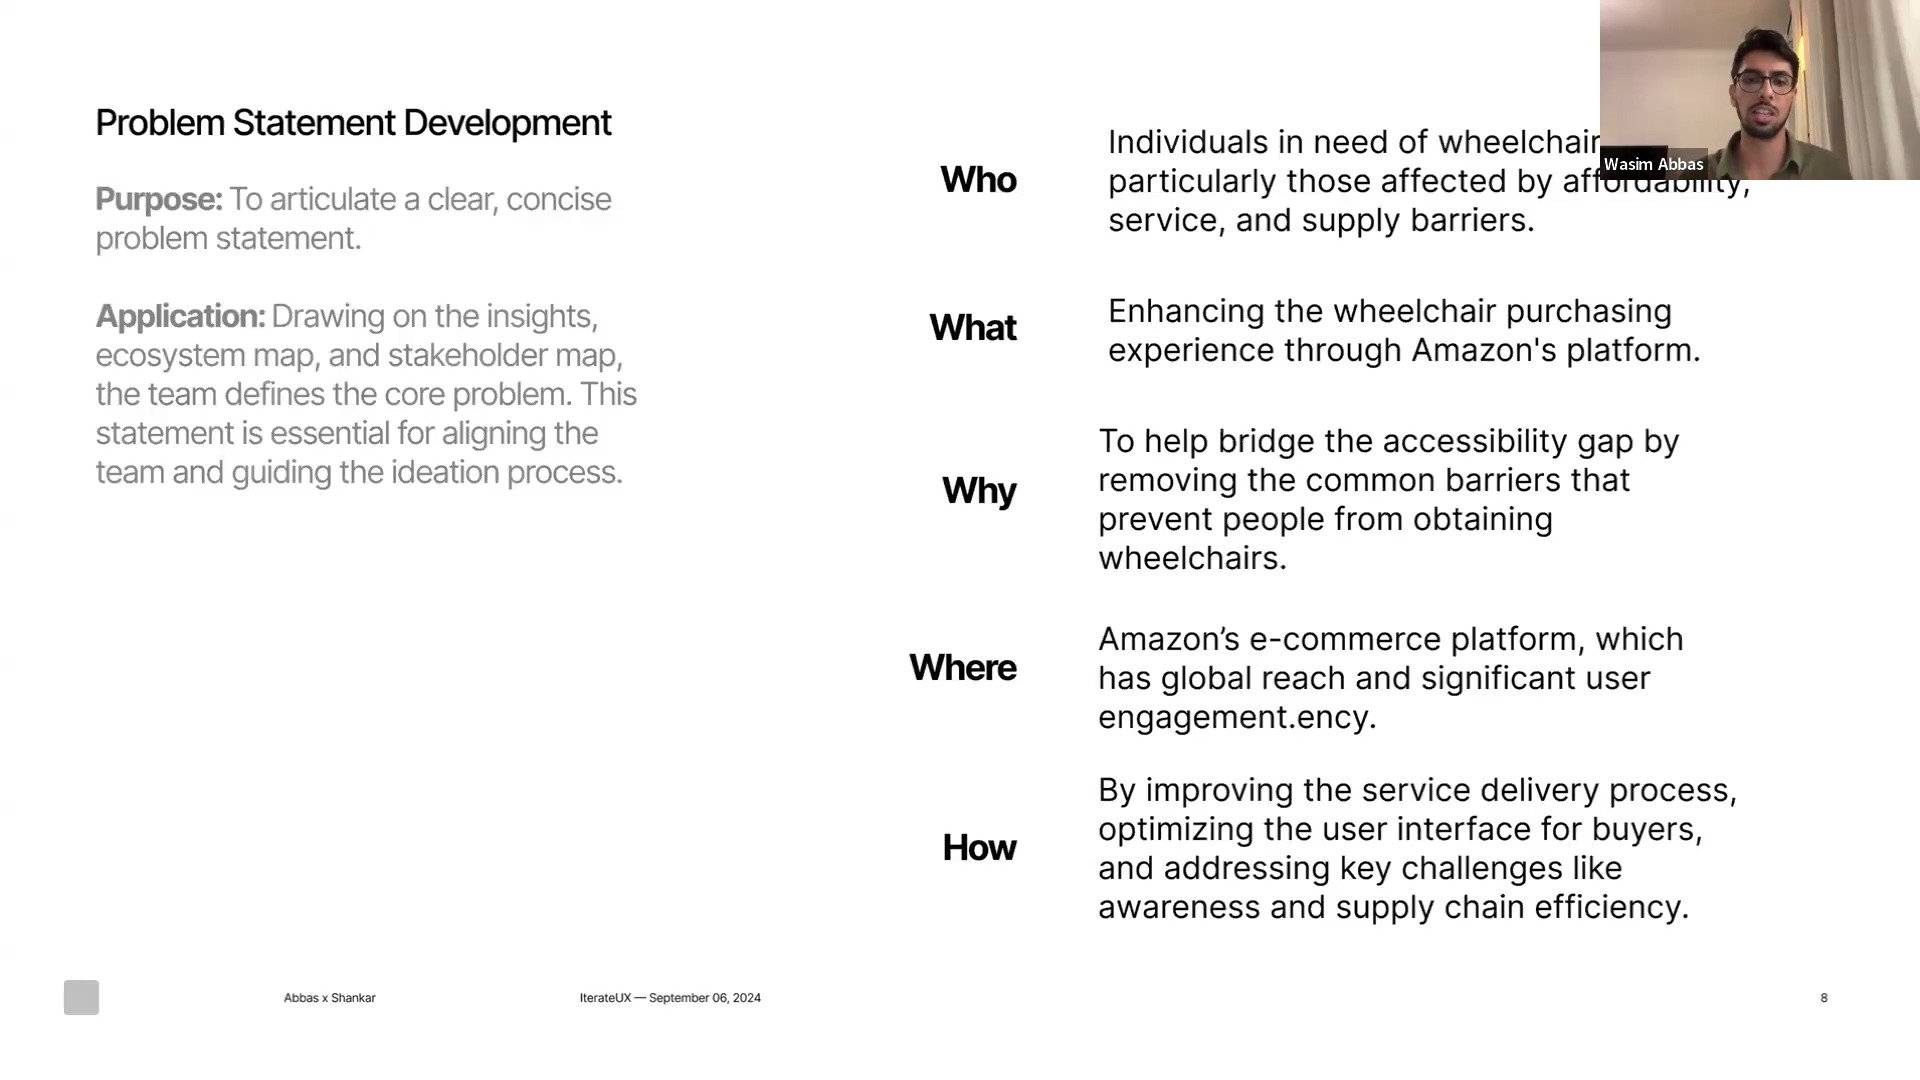 Problem Statement Development
Purpose: To articulate a clear, concise
problem statement.
Application: Drawing on the insights,
ecosystem map, and stakeholder map,
the team defines the core problem. This
statement is essential for aligning the
team and guiding the ideation process.
Who
Individuals in need of wheelchair
particularly those affected by affordability,
service, and supply barriers.
What
Enhancing the wheelchair purchasing
experience through Amazon's platform.
Why
To help bridge the accessibility gap by
removing the common barriers that
prevent people from obtaining
wheelchairs.
Where
Amazon’s e-commerce platform, which
has global reach and significant user
engagement.ency.
How
By improving the service delivery process,
optimizing the user interface for buyers,
and addressing key challenges like
awareness and supply chain efficiency.
Wasim Abbas
Abbas x Shankar
IterateUX — September 06, 2024
8